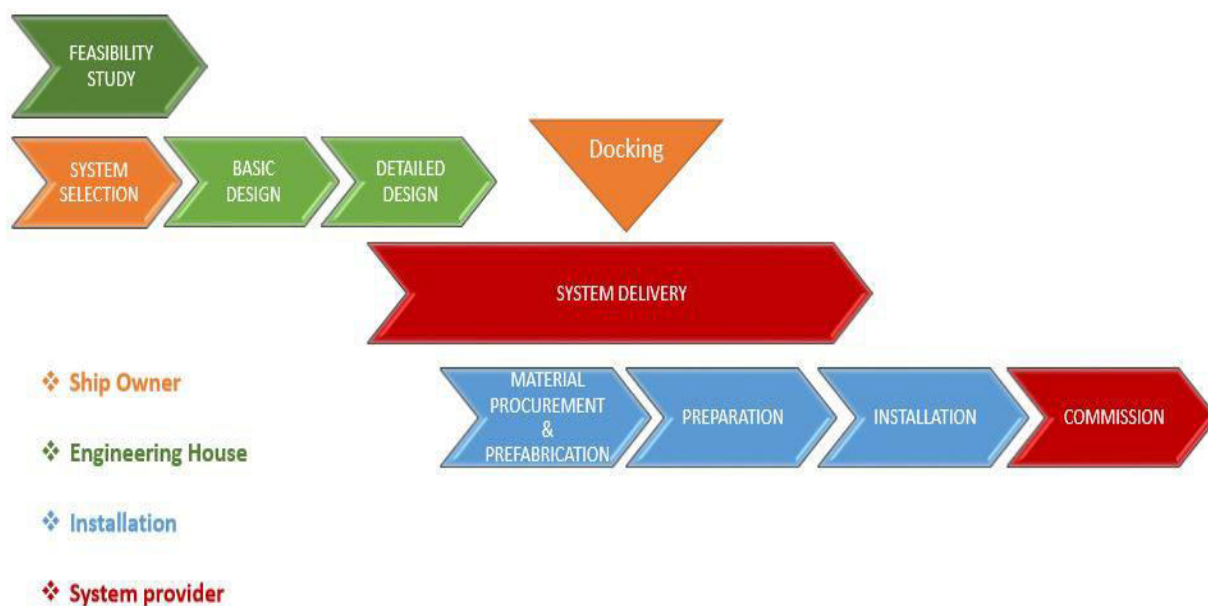 FEASIBILITY
STUDY
SYSTEM
SELECTION
BASIC
DESIGN
DETAILED
DESIGN
Docking
SYSTEM DELIVERY
MATERIAL
PROCUREMENT
&
PREFABRICATION
PREPARATION
INSTALLATION
COMMISSION
Ship Owner
Engineering House
Installation
System provider